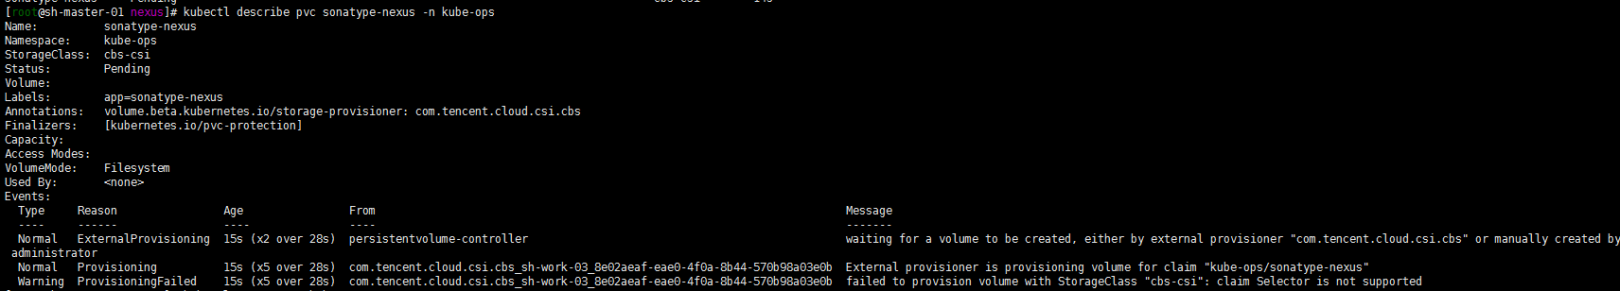 [root@sh-master-01 nexus]# kubectl describe pvc sonatype-nexus -n kube-ops
Name:          sonatype-nexus
Namespace:     kube-ops
StorageClass:  cbs-csi
Status:        Pending
Volume:
Labels:        app=sonatype-nexus
Annotations:   volume.beta.kubernetes.io/storage-provisioner: com.tencent.cloud.csi.cbs
Finalizers:    [kubernetes.io/pvc-protection]
Capacity:
Access Modes:
VolumeMode:    Filesystem
Used By:       <none>
Events:
  Type     Reason                Age                From                                                                       Message
  ----     ------                ----               ----                                                                       -------
  Normal   ExternalProvisioning  15s (x2 over 28s)  persistentvolume-controller                                                waiting for a volume to be created, either by external provisioner "com.tencent.cloud.csi.cbs" or manually created by
 administrator
  Normal   Provisioning          15s (x5 over 28s)  com.tencent.cloud.csi.cbs_sh-work-03_8e02aeaf-eae0-4f0a-8b44-570b98a03e0b  External provisioner is provisioning volume for claim "kube-ops/sonatype-nexus"
  Warning  ProvisioningFailed    15s (x5 over 28s)  com.tencent.cloud.csi.cbs_sh-work-03_8e02aeaf-eae0-4f0a-8b44-570b98a03e0b  failed to provision volume with StorageClass "cbs-csi": claim Selector is not supported